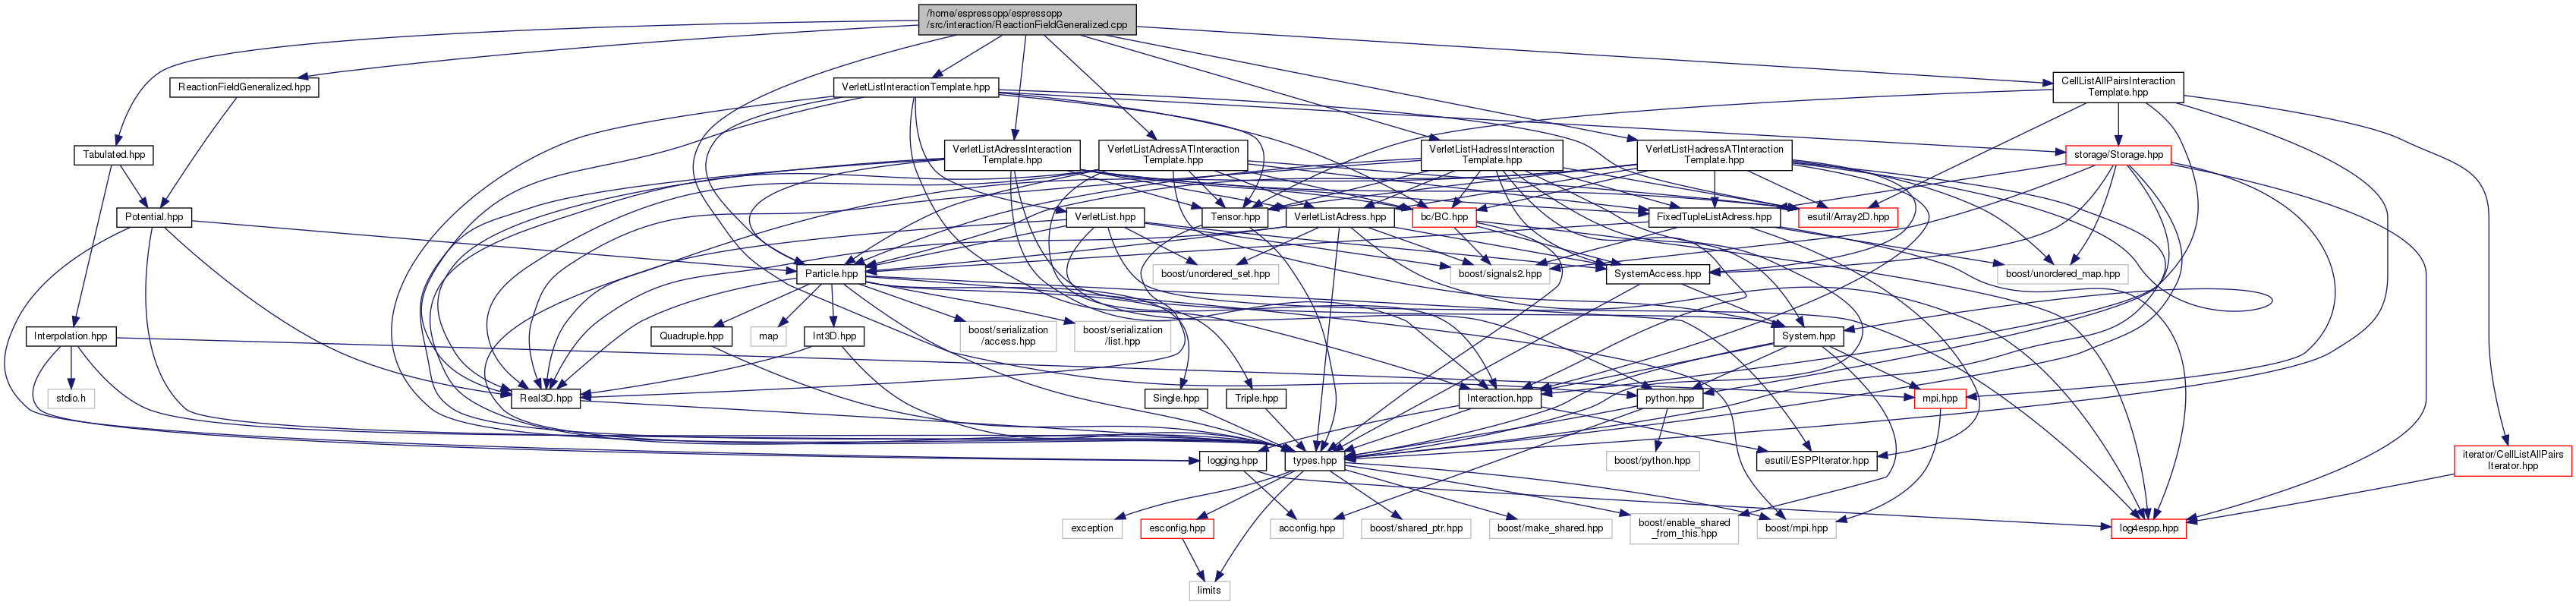 /home/espressopp/espressopp
/src/interaction/ReactionFieldGeneralized.cpp
ReactionFieldGeneralized.hpp
VerletListInteractionTemplate.hpp
CellListAllPairsInteraction
Template.hpp
Tabulated.hpp
VerletListAdressInteraction
Template.hpp
VerletListAdressATInteraction
Template.hpp
VerletListHadressInteraction
Template.hpp
VerletListHadressATInteraction
Template.hpp
storage/Storage.hpp
Potential.hpp
VerletList.hpp
Tensor.hpp
VerletListAdress.hpp
bc/BC.hpp
FixedTupleListAdress.hpp
esutil/Array2D.hpp
Particle.hpp
boost/unordered_set.hpp
boost/signals2.hpp
SystemAccess.hpp
boost/unordered_map.hpp
Interpolation.hpp
Quadruple.hpp
map
Int3D.hpp
boost/serialization
/access.hpp
boost/serialization
/list.hpp
System.hpp
stdio.h
Real3D.hpp
Single.hpp
Triple.hpp
Interaction.hpp
python.hpp
mpi.hpp
logging.hpp
types.hpp
boost/python.hpp
esutil/ESPPIterator.hpp
iterator/CellListAllPairs
Iterator.hpp
exception
esconfig.hpp
acconfig.hpp
boost/shared_ptr.hpp
boost/make_shared.hpp
boost/enable_shared
_from_this.hpp
boost/mpi.hpp
log4espp.hpp
limits